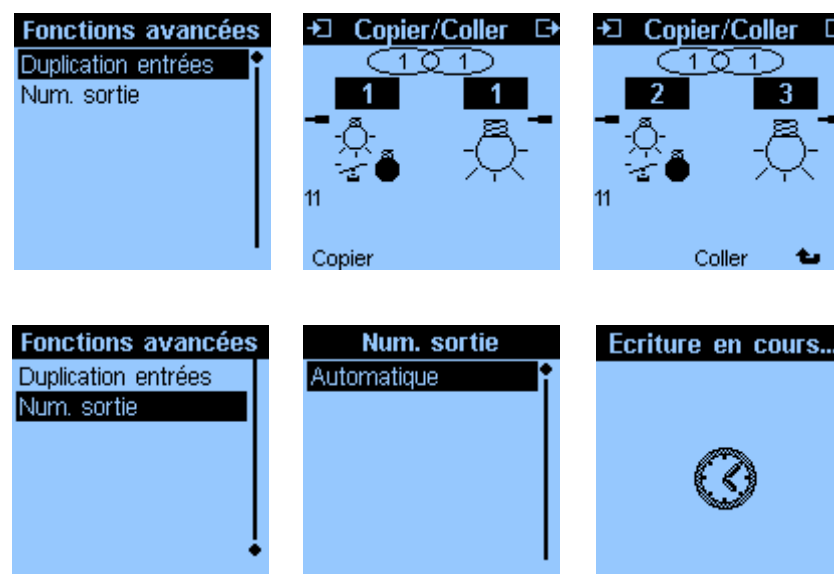 Fonctions avancées
Duplication entrées
Num. sortie
Copier/Coller
1 1
1 1
11
Copier
Copier/Coller
1 1
2 3
11
Coller
Fonctions avancées
Duplication entrées
Num. sortie
Num. sortie
Automatique
Ecriture en cours...